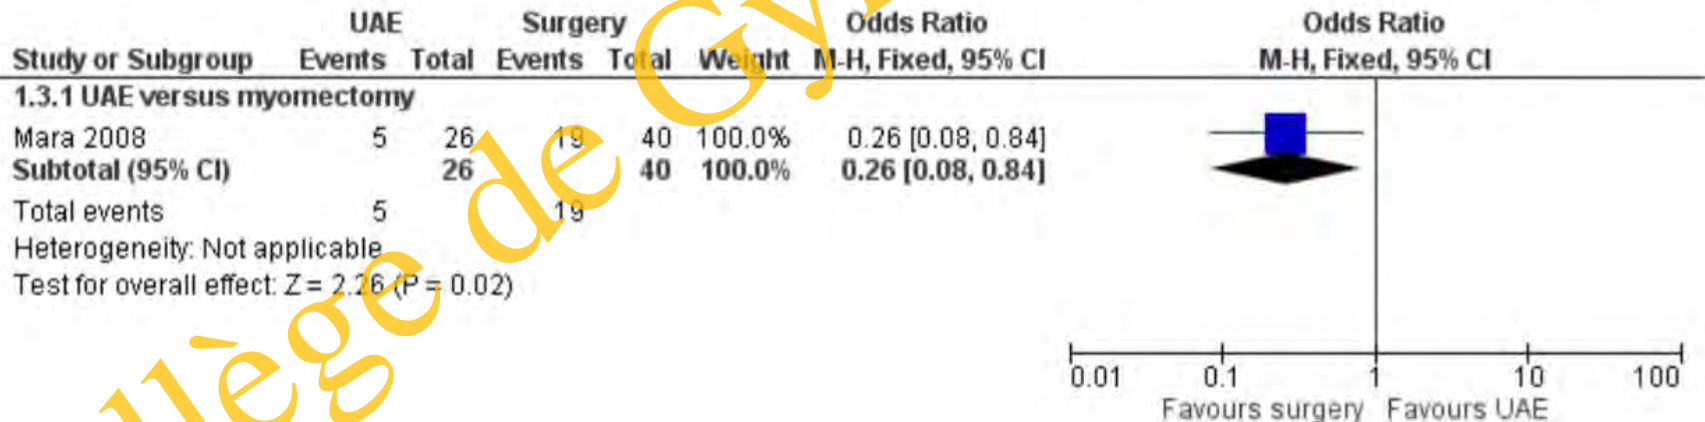 UAE Surgery Odds Ratio Odds Ratio
Study or Subgroup Events Total Events Total Weight M-H, Fixed, 95% CI M-H, Fixed, 95% CI
1.3.1 UAE versus myomectomy
Mara 2008 5 26 19 40 100.0% 0.26 [0.08, 0.84]
Subtotal (95% CI) 26 40 100.0% 0.26 [0.08, 0.84]
Total events 5 19
Heterogeneity: Not applicable
Test for overall effect: Z = 2.26 (P = 0.02)
0.01 0.1 1 10 100
Favours surgery Favours UAE
llège de Gy